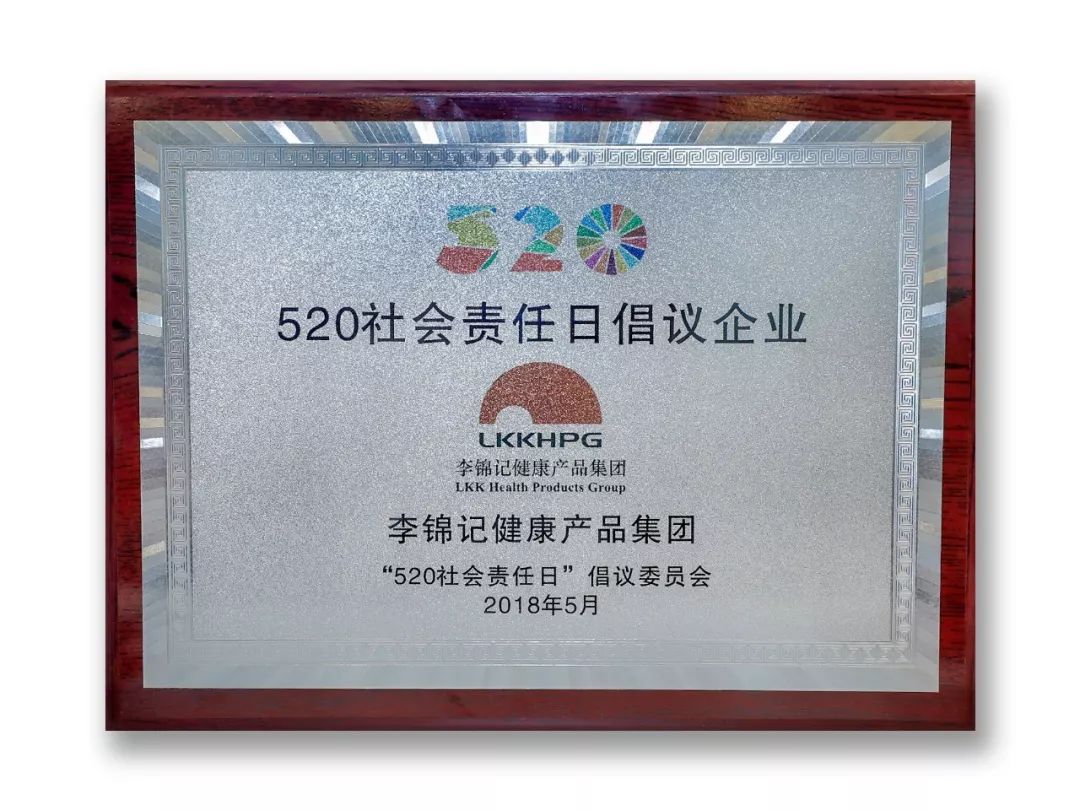 520
520社会责任日倡议企业
LKKHPG
李锦记健康产品集团
LKK Health Products Group
李锦记健康产品集团
“520社会责任日”倡议委员会
2018年5月